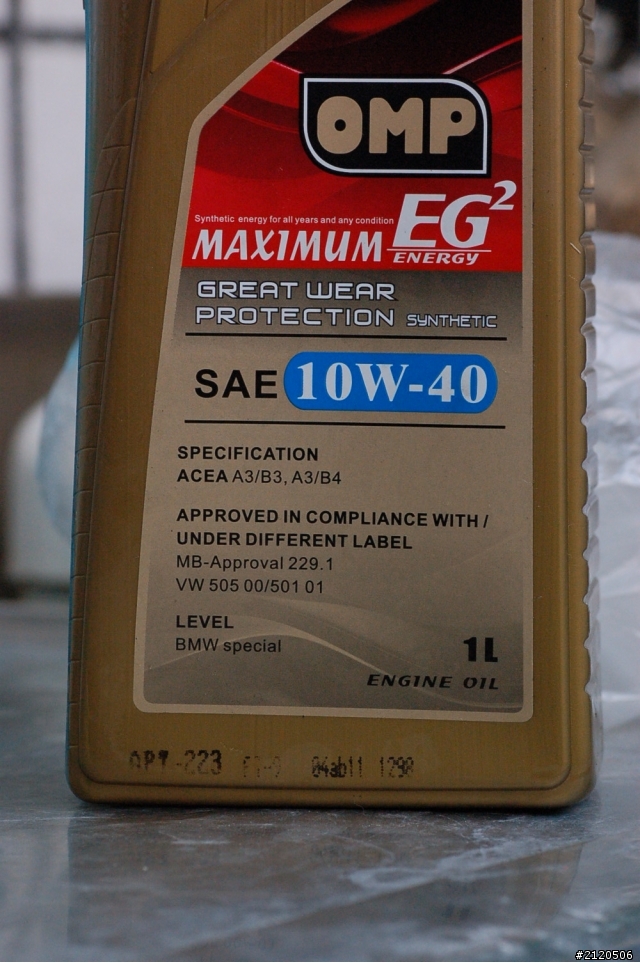 OMP
Synthetic energy for all years and any condition
MAXIMUM EG²
ENERGY
GREAT WEAR
PROTECTION SYNTHETIC
SAE 10W-40
SPECIFICATION
ACEA A3/B3, A3/B4
APPROVED IN COMPLIANCE WITH /
UNDER DIFFERENT LABEL
MB-Approval 229.1
VW 505 00/501 01
LEVEL
BMW special
1L
ENGINE OIL
04ab11 1298
#2120506